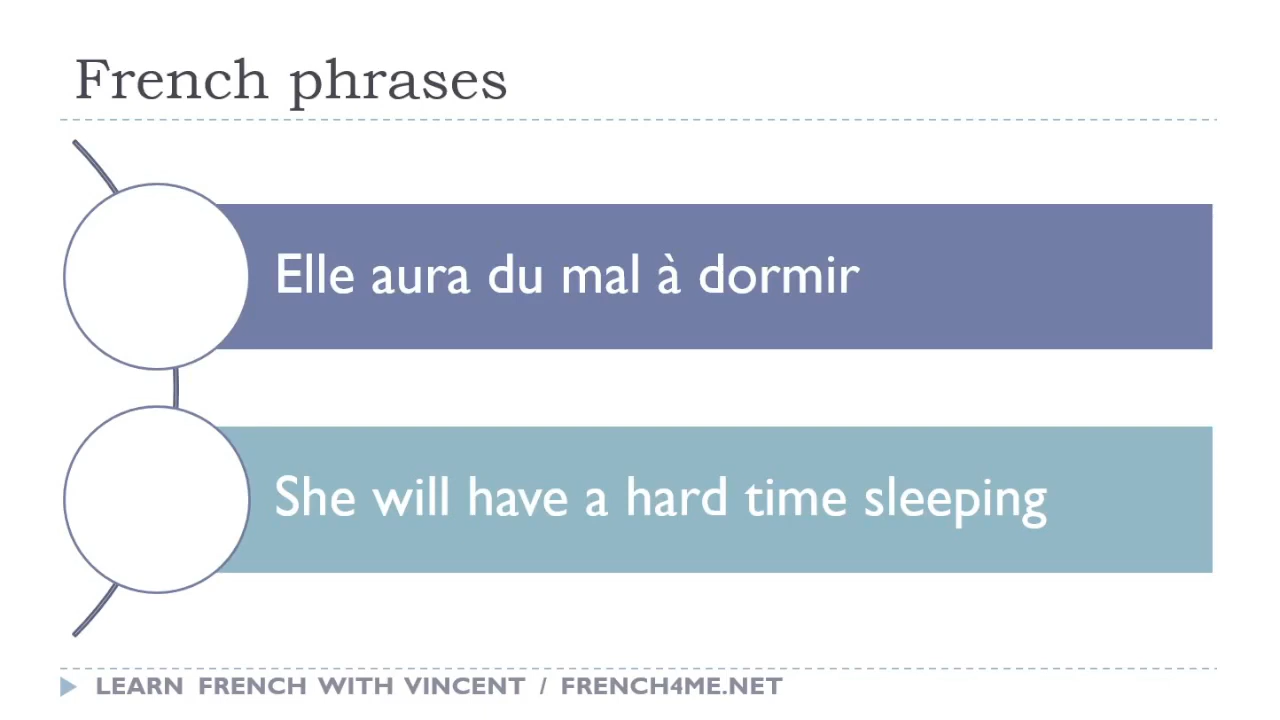 French phrases
Elle aura du mal à dormir
She will have a hard time sleeping
LEARN FRENCH WITH VINCENT / FRENCH4ME.NET